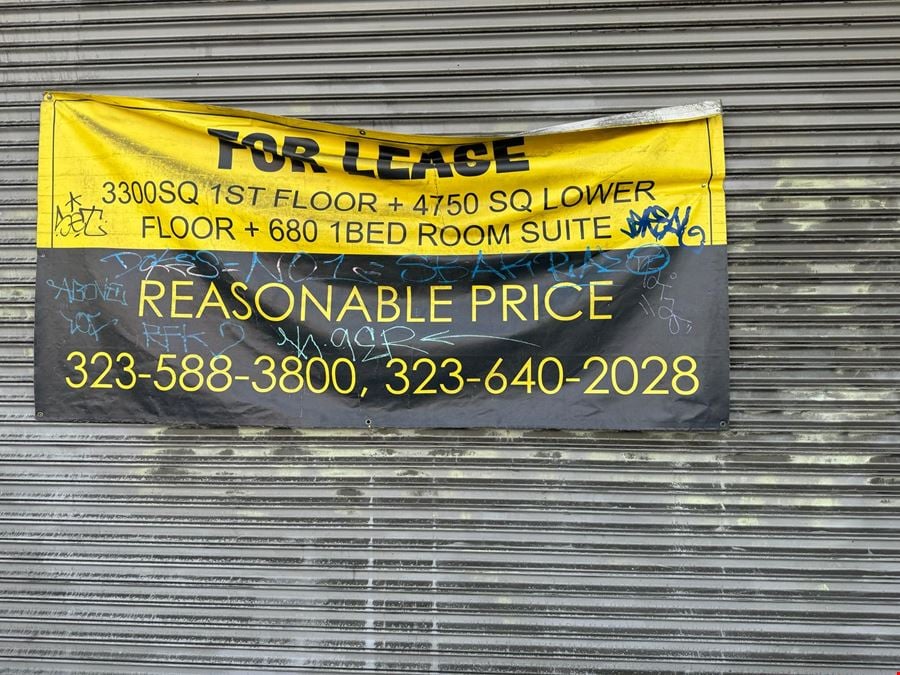 FOR LEASE
3300SQ 1ST FLOOR + 4750 SQ LOWER
FLOOR + 680 1BED ROOM SUITE
REASONABLE PRICE
323-588-3800, 323-640-2028